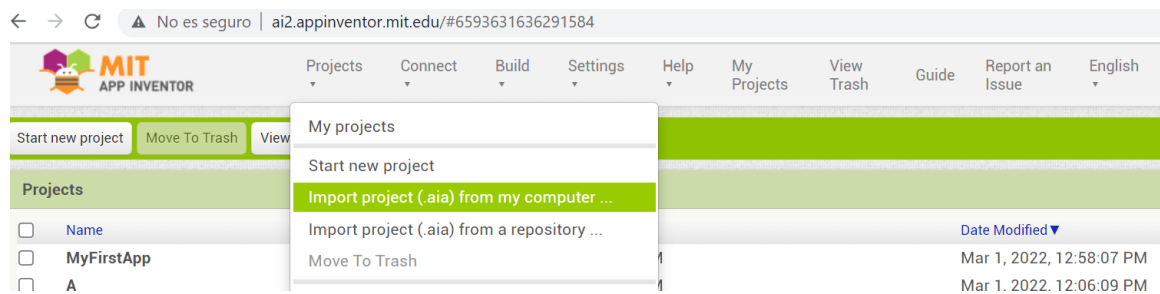 No es seguro | ai2.appinventor.mit.edu/#6593631636291584
MIT
APP INVENTOR
Projects Connect Build Settings Help My Projects View Trash Guide Report an Issue English
Start new project Move To Trash View
My projects
Start new project
Import project (.aia) from my computer ...
Import project (.aia) from a repository ...
Move To Trash
Projects
Name Date Modified▼
MyFirstApp Mar 1, 2022, 12:58:07 PM
A Mar 1, 2022, 12:06:09 PM